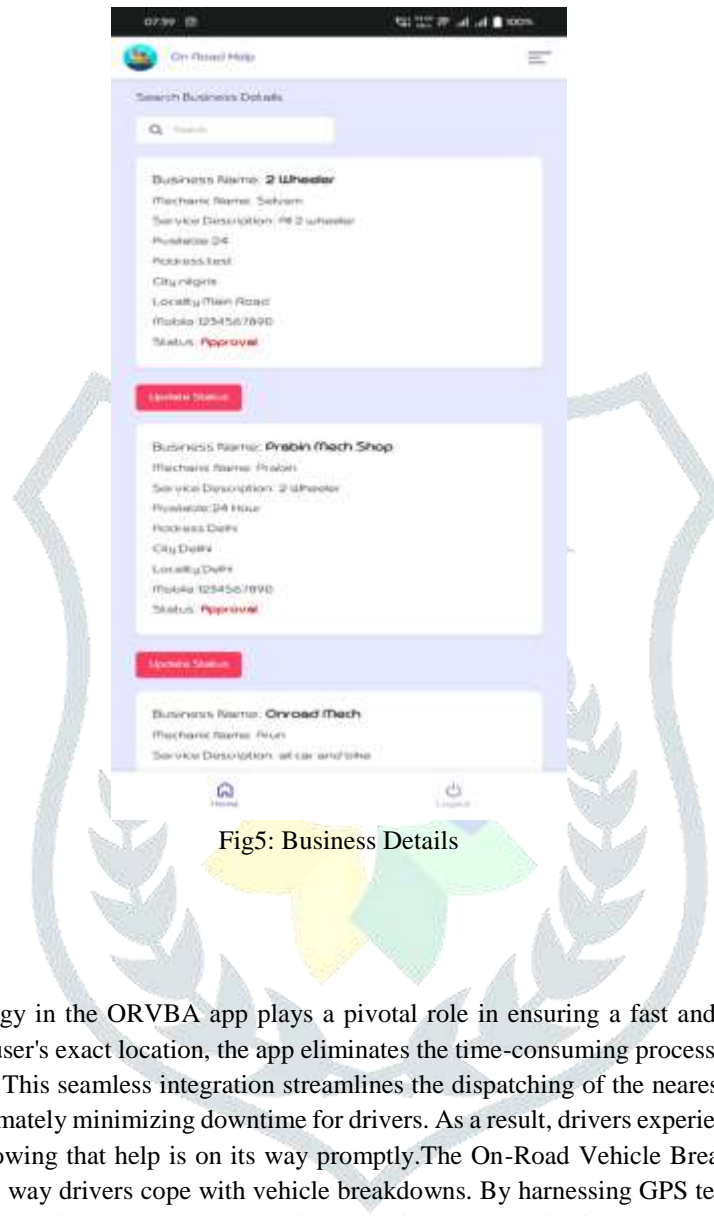 07:59
100%
On-Road Help
Search Business Details
Search
Business Name: 2 Wheeler
Mechanic Name: Selvam
Service Description: All 2 wheeler
Available:24
Address:test
City:nilgiris
Locality:Main Road
Mobile:1234567890
Status: Approval
Update Status
Business Name: Prabin Mech Shop
Mechanic Name: Prabin
Service Description: 2 Wheeler
Available:24 Hour
Address:Delhi
City:Delhi
Locality:Delhi
Mobile:1234567890
Status: Approval
Update Status
Business Name: Onroad Mech
Mechanic Name: Arun
Service Description: all car and bike
Home
Logout
Fig5: Business Details
gy in the ORVBA app plays a pivotal role in ensuring a fast and
user's exact location, the app eliminates the time-consuming process
This seamless integration streamlines the dispatching of the neares
mately minimizing downtime for drivers. As a result, drivers experie
owing that help is on its way promptly.The On-Road Vehicle Brea
way drivers cope with vehicle breakdowns. By harnessing GPS te